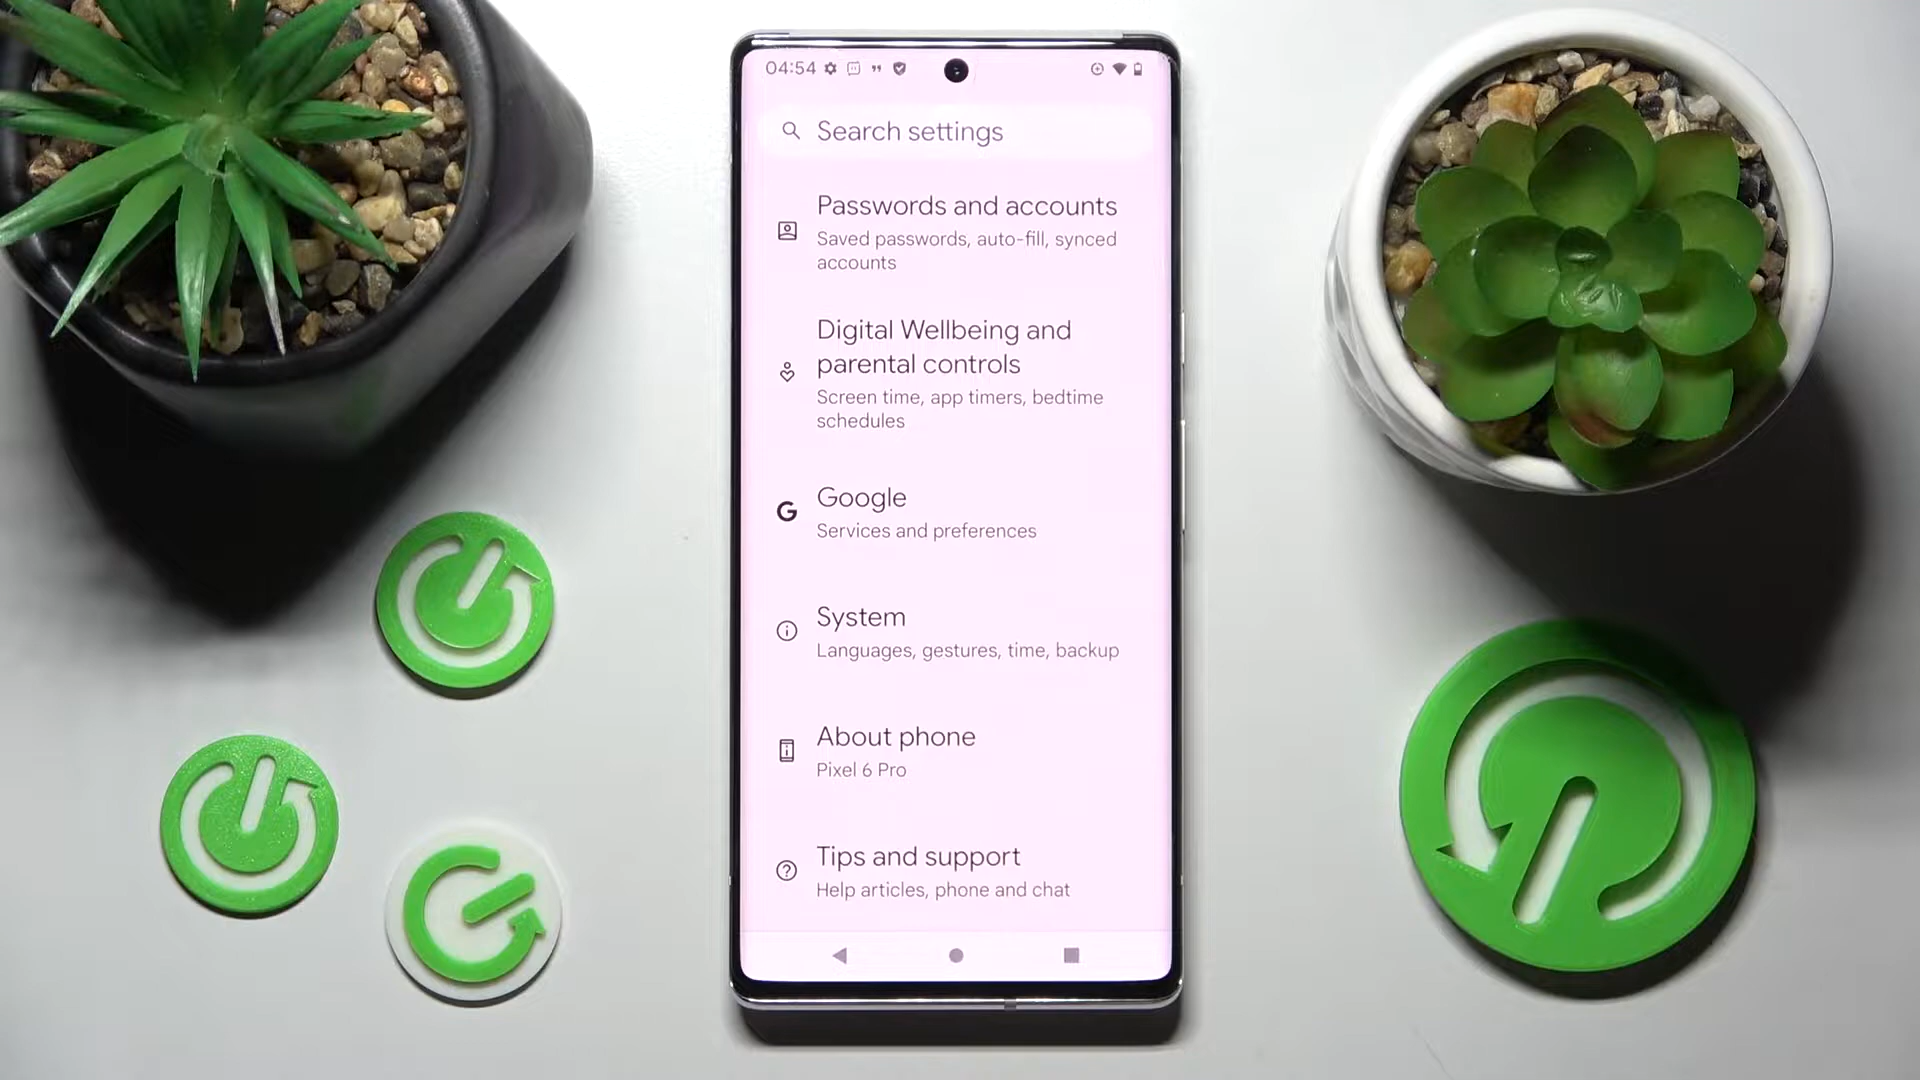 04:54
Search settings
Passwords and accounts
Saved passwords, auto-fill, synced
accounts
Digital Wellbeing and
parental controls
Screen time, app timers, bedtime
schedules
Google
Services and preferences
System
Languages, gestures, time, backup
About phone
Pixel 6 Pro
Tips and support
Help articles, phone and chat